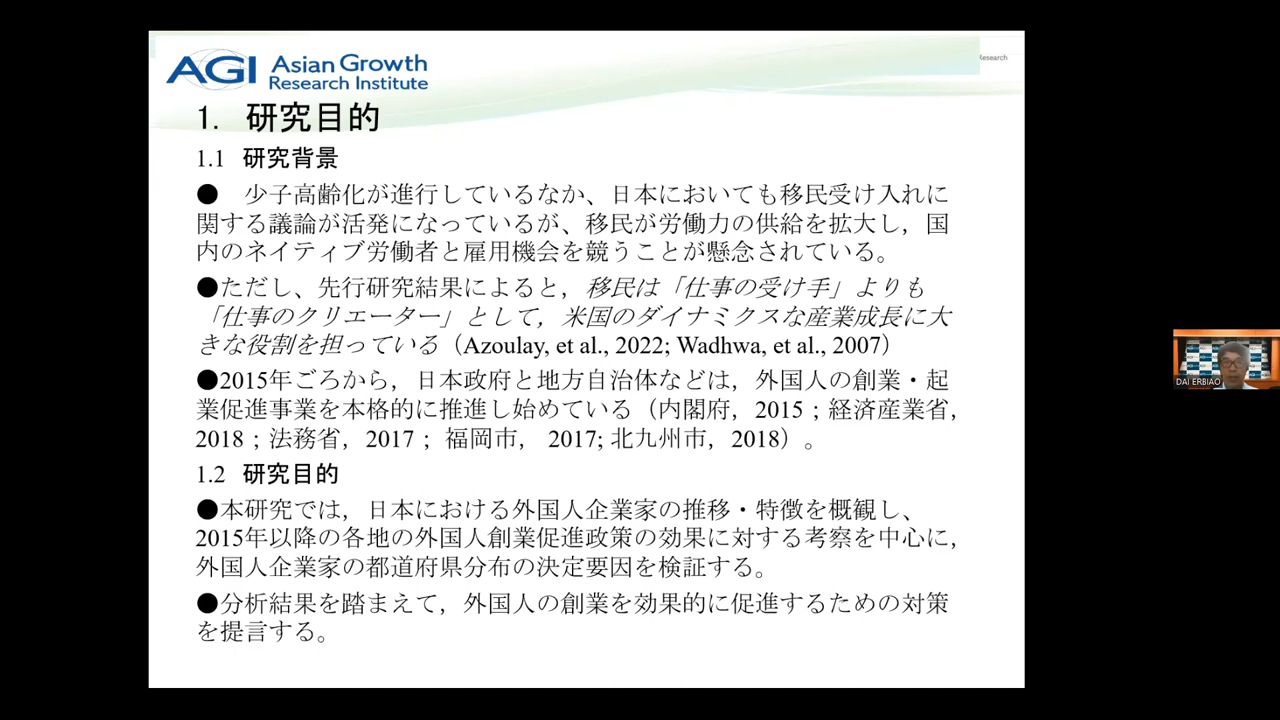 AGI Asian Growth
Research Institute
Research
1. 研究目的
1.1 研究背景
● 少子高齢化が進行しているなか、日本においても移民受け入れに
関する議論が活発になっているが、移民が労働力の供給を拡大し，国
内のネイティブ労働者と雇用機会を競うことが懸念されている。
●ただし、先行研究結果によると，移民は「仕事の受け手」よりも
「仕事のクリエーター」として，米国のダイナミクスな産業成長に大
きな役割を担っている（Azoulay, et al., 2022; Wadhwa, et al., 2007）
●2015年ごろから，日本政府と地方自治体などは，外国人の創業・起
業促進事業を本格的に推進し始めている（内閣府，2015；経済産業省，
2018；法務省，2017； 福岡市， 2017; 北九州市，2018）。
1.2 研究目的
●本研究では，日本における外国人企業家の推移・特徴を概観し、
2015年以降の各地の外国人創業促進政策の効果に対する考察を中心に，
外国人企業家の都道府県分布の決定要因を検証する。
●分析結果を踏まえて，外国人の創業を効果的に促進するための対策
を提言する。
DAI ERBIAO